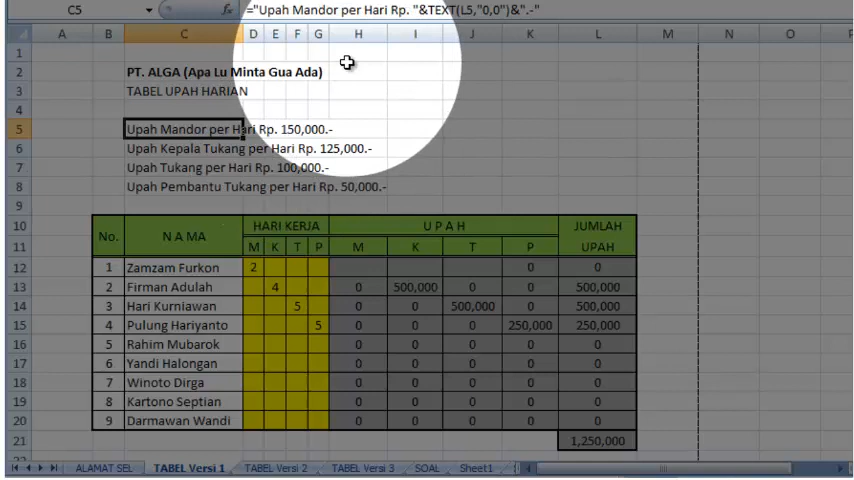 C5 fx ="Upah Mandor per Hari Rp. "&TEXT(L5,"0,0")&".-"
A B C D E F G H I J K L M N O P
1
2 PT. ALGA (Apa Lu Minta Gua Ada)
3 TABEL UPAH HARIAN
4
5 Upah Mandor per Hari Rp. 150,000.-
6 Upah Kepala Tukang per Hari Rp. 125,000.-
7 Upah Tukang per Hari Rp. 100,000.-
8 Upah Pembantu Tukang per Hari Rp. 50,000.-
9
10 No. N A M A HARI KERJA U P A H JUMLAH
11 M K T P M K T P UPAH
12 1 Zamzam Furkon 2 0 0
13 2 Firman Adulah 4 0 500,000 0 0 500,000
14 3 Hari Kurniawan 5 0 0 500,000 0 500,000
15 4 Pulung Hariyanto 5 0 0 0 250,000 250,000
16 5 Rahim Mubarok 0 0 0 0 0
17 6 Yandi Halongan 0 0 0 0 0
18 7 Winoto Dirga 0 0 0 0 0
19 8 Kartono Septian 0 0 0 0 0
20 9 Darmawan Wandi 0 0 0 0 0
21 1,250,000
ALAMAT SEL TABEL Versi 1 TABEL Versi 2 TABEL Versi 3 SOAL Sheet1